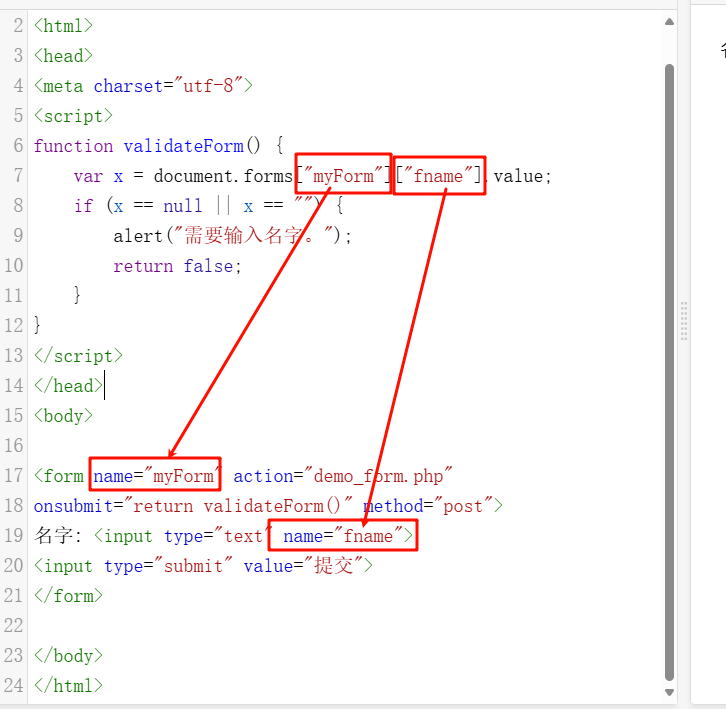 2 <html>
3 <head>
4 <meta charset="utf-8">
5 <script>
6 function validateForm() {
7 var x = document.forms["myForm"]["fname"].value;
8 if (x == null || x == "") {
9 alert("需要输入名字。");
10 return false;
11 }
12 }
13 </script>
14 </head>
15 <body>
16
17 <form name="myForm" action="demo_form.php"
18 onsubmit="return validateForm()" method="post">
19 名字: <input type="text" name="fname">
20 <input type="submit" value="提交">
21 </form>
22
23 </body>
24 </html>